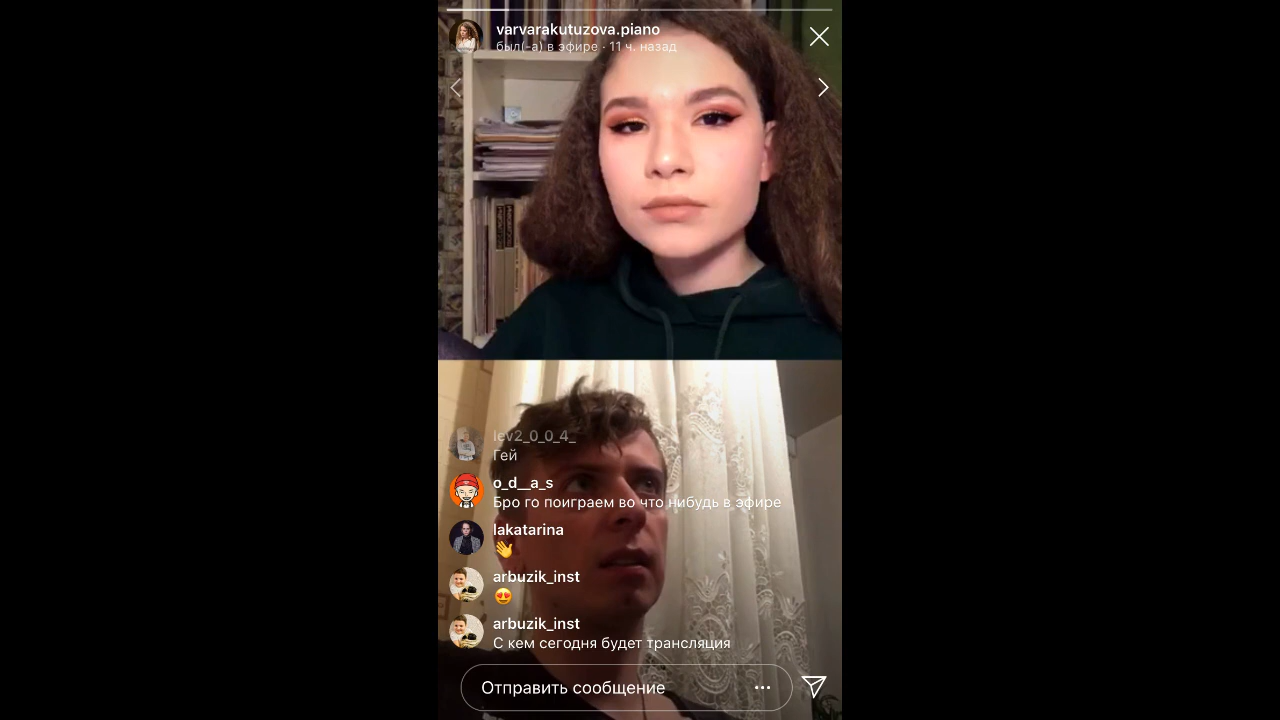 varvarakutuzova.piano
был(-а) в эфире · 11 ч. назад
lev2_0_0_4_
Гей
o_d__a_s
Бро го поиграем во что нибудь в эфире
lakatarina
👋
arbuzik_inst
😍
arbuzik_inst
С кем сегодня будет трансляция
Отправить сообщение